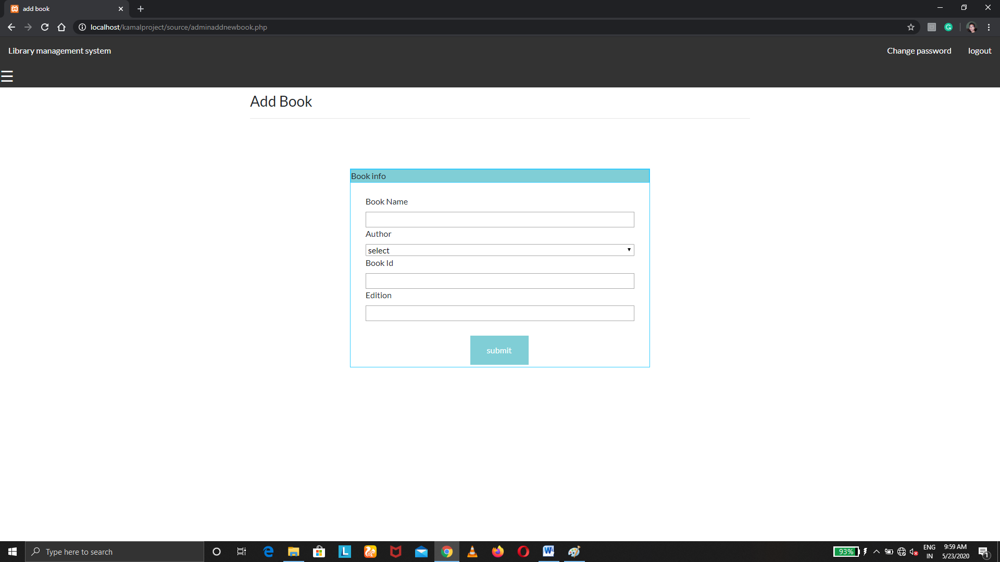 add book
localhost/kamalproject/source/adminaddnewbook.php
Library management system
Change password
logout
Add Book
Book info
Book Name
Author
select
Book Id
Edition
submit
Type here to search
93%
ENG
IN
9:59 AM
5/23/2020
1